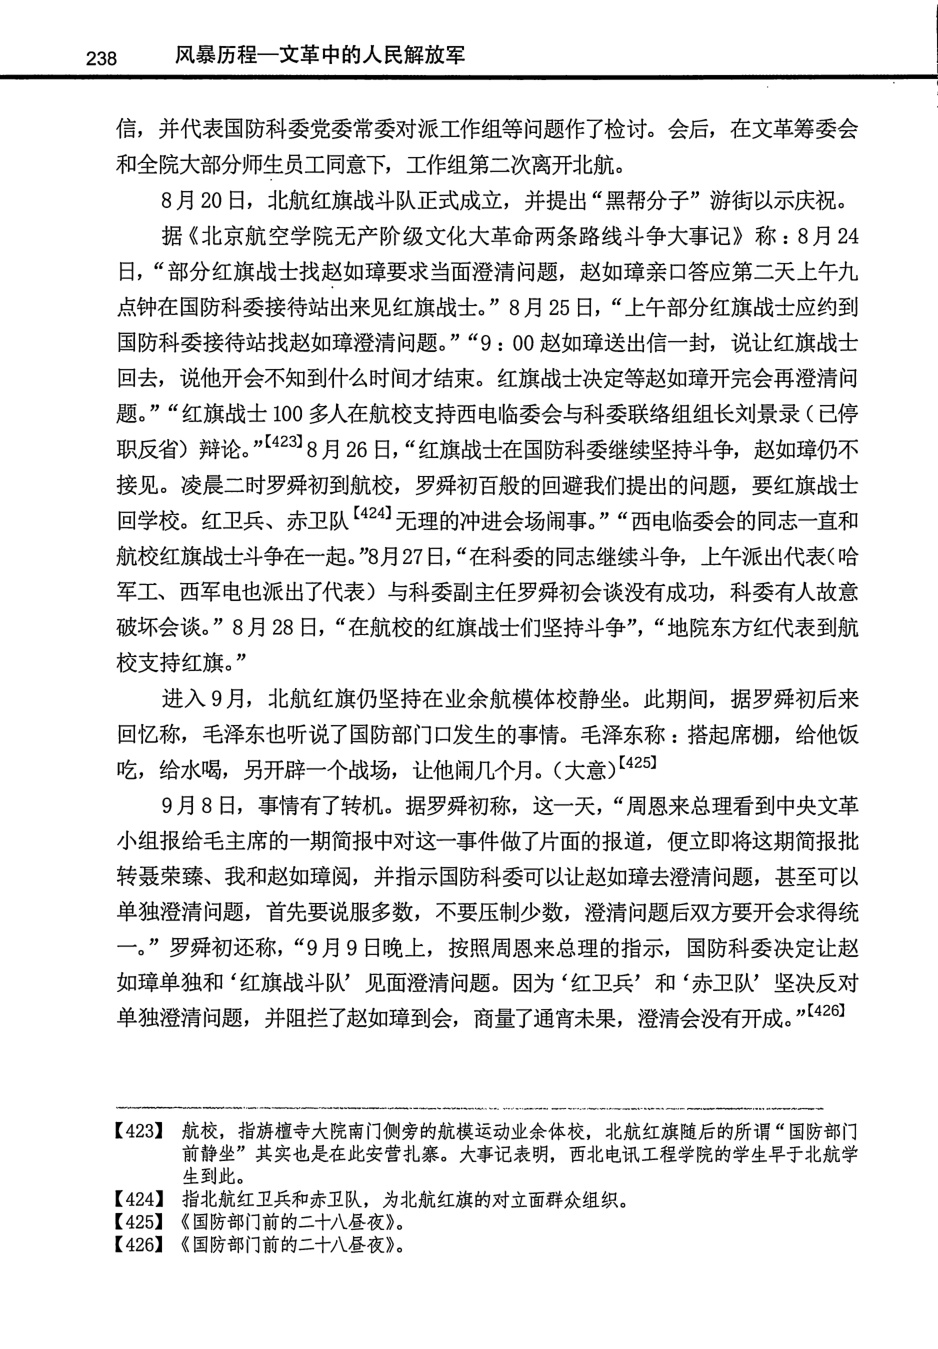 238 风暴历程—文革中的人民解放军
信，并代表国防科委党委常委对派工作组等问题作了检讨。会后，在文革筹委会
和全院大部分师生员工同意下，工作组第二次离开北航。
8月20日，北航红旗战斗队正式成立，并提出“黑帮分子”游街以示庆祝。
据《北京航空学院无产阶级文化大革命两条路线斗争大事记》称：8月24
日，“部分红旗战士找赵如璋要求当面澄清问题，赵如璋亲口答应第二天上午九
点钟在国防科委接待站出来见红旗战士。”8月25日，“上午部分红旗战士应约到
国防科委接待站找赵如璋澄清问题。”“9：00赵如璋送出信一封，说让红旗战士
回去，说他开会不知到什么时间才结束。红旗战士决定等赵如璋开完会再澄清问
题。”“红旗战士100多人在航校支持西电临委会与科委联络组组长刘景录（已停
职反省）辩论。”【423】8月26日，“红旗战士在国防科委继续坚持斗争，赵如璋仍不
接见。凌晨二时罗舜初到航校，罗舜初百般的回避我们提出的问题，要红旗战士
回学校。红卫兵、赤卫队【424】无理的冲进会场闹事。”“西电临委会的同志一直和
航校红旗战士斗争在一起。”8月27日，“在科委的同志继续斗争，上午派出代表（哈
军工、西军电也派出了代表）与科委副主任罗舜初会谈没有成功，科委有人故意
破坏会谈。”8月28日，“在航校的红旗战士们坚持斗争”，“地院东方红代表到航
校支持红旗。”
进入9月，北航红旗仍坚持在业余航模体校静坐。此期间，据罗舜初后来
回忆称，毛泽东也听说了国防部门口发生的事情。毛泽东称：搭起席棚，给他饭
吃，给水喝，另开辟一个战场，让他闹几个月。（大意）【425】
9月8日，事情有了转机。据罗舜初称，这一天，“周恩来总理看到中央文革
小组报给毛主席的一期简报中对这一事件做了片面的报道，便立即将这期简报批
转聂荣臻、我和赵如璋阅，并指示国防科委可以让赵如璋去澄清问题，甚至可以
单独澄清问题，首先要说服多数，不要压制少数，澄清问题后双方要开会求得统
一。”罗舜初还称，“9月9日晚上，按照周恩来总理的指示，国防科委决定让赵
如璋单独和‘红旗战斗队’见面澄清问题。因为‘红卫兵’和‘赤卫队’坚决反对
单独澄清问题，并阻拦了赵如璋到会，商量了通宵未果，澄清会没有开成。”【426】
【423】 航校，指旃檀寺大院南门侧旁的航模运动业余体校，北航红旗随后的所谓“国防部门
前静坐”其实也是在此安营扎寨。大事记表明，西北电讯工程学院的学生早于北航学
生到此。
【424】 指北航红卫兵和赤卫队，为北航红旗的对立面群众组织。
【425】《国防部门前的二十八昼夜》。
【426】《国防部门前的二十八昼夜》。